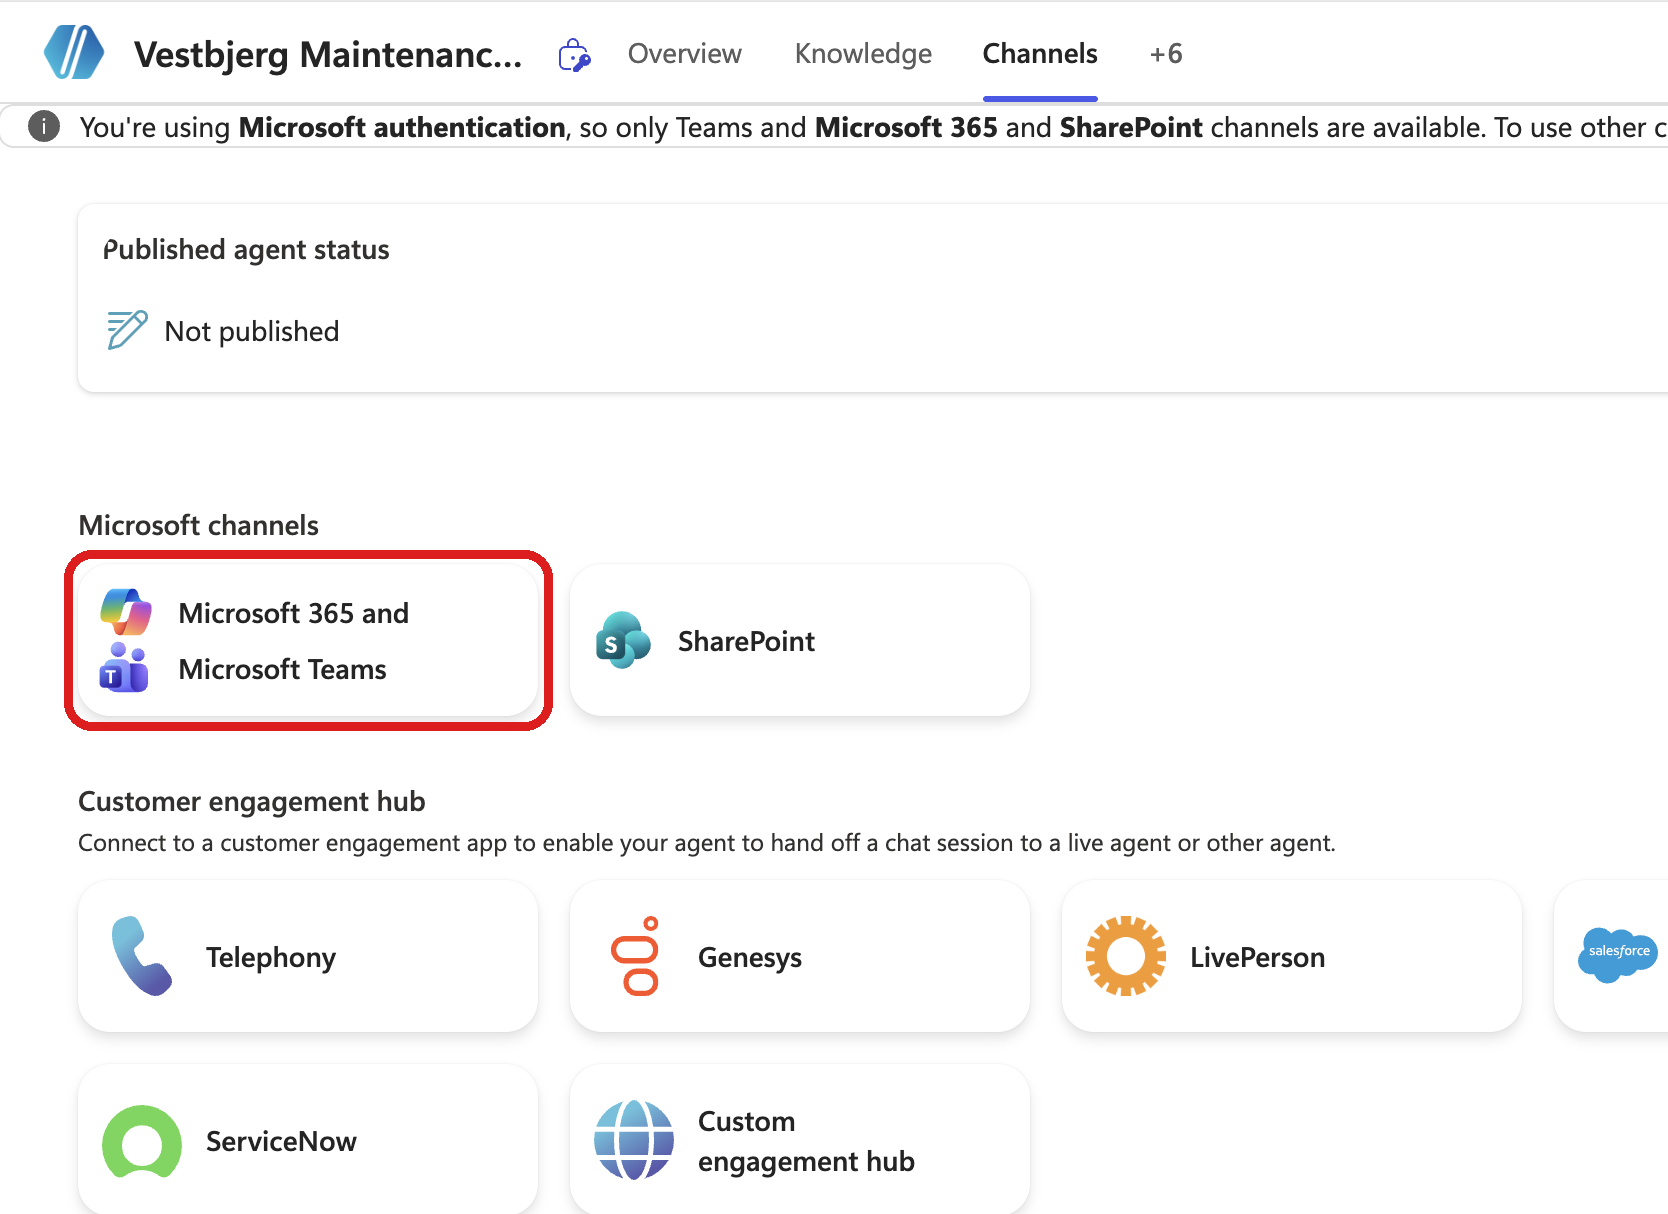 Vestbjerg Maintenanc...
Overview
Knowledge
Channels
+6
You're using Microsoft authentication, so only Teams and Microsoft 365 and SharePoint channels are available. To use other c
Published agent status
Not published
Microsoft channels
Microsoft 365 and
Microsoft Teams
SharePoint
Customer engagement hub
Connect to a customer engagement app to enable your agent to hand off a chat session to a live agent or other agent.
Telephony
Genesys
LivePerson
salesforce
ServiceNow
Custom
engagement hub